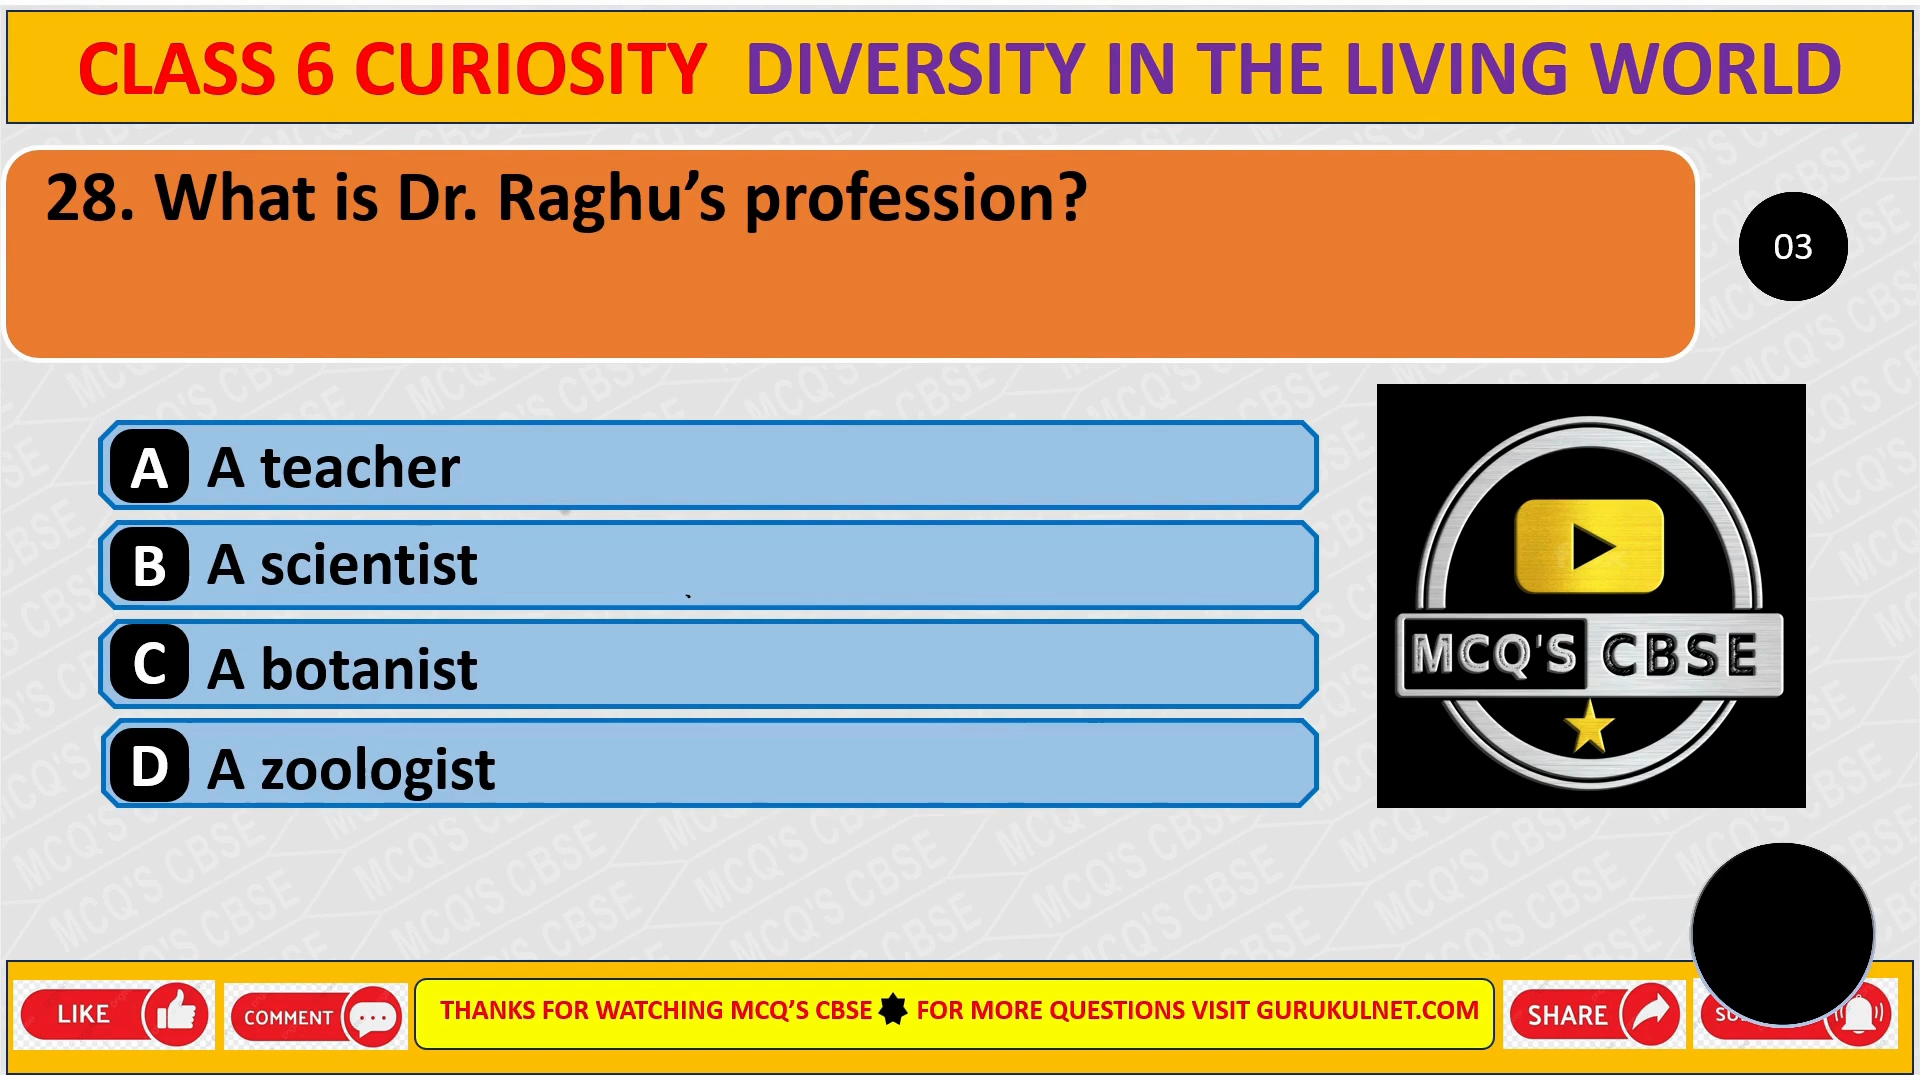 CLASS 6 CURIOSITY DIVERSITY IN THE LIVING WORLD
28. What is Dr. Raghu’s profession?
03
A A teacher
B A scientist
C A botanist
D A zoologist
MCQ'S CBSE
LIKE
COMMENT
THANKS FOR WATCHING MCQ’S CBSE FOR MORE QUESTIONS VISIT GURUKULNET.COM
SHARE